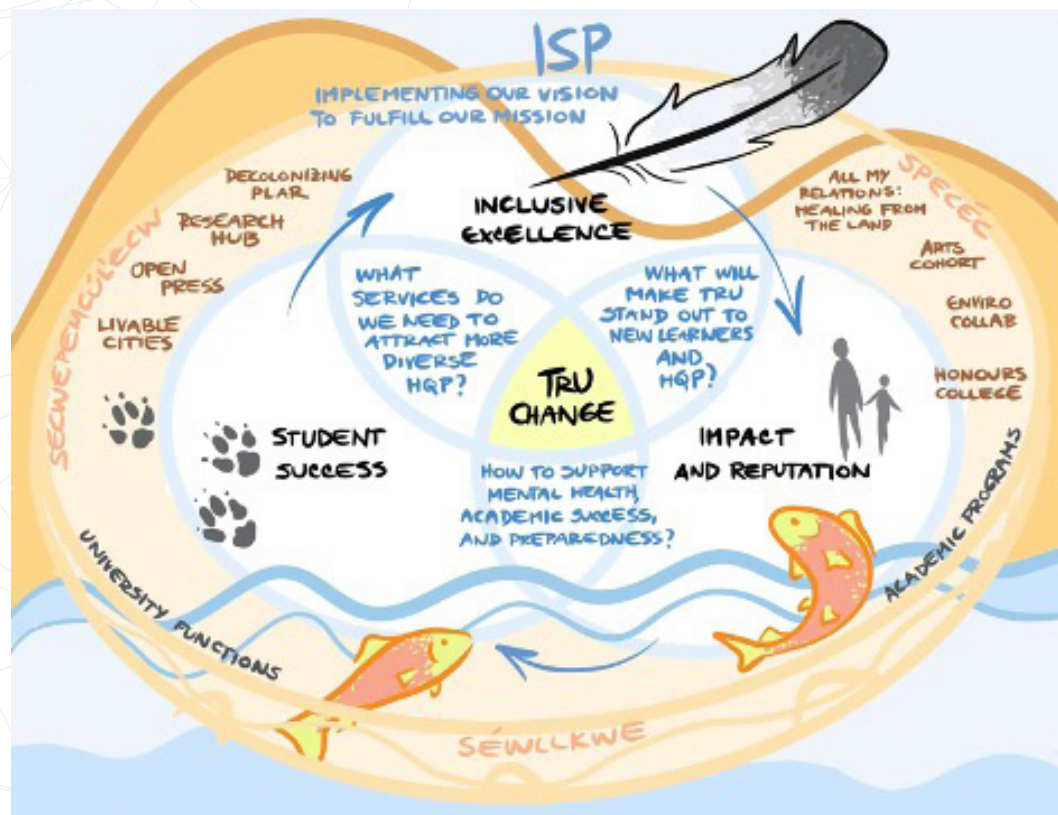 ISP
IMPLEMENTING OUR VISION
TO FULFILL OUR MISSION
DECOLONIZING
PLAR
RESEARCH
HUB
OPEN
PRESS
LIVABLE
CITIES
SECWEPEMCÚL̓ECW
INCLUSIVE
EXCELLENCE
ALL MY
RELATIONS:
HEALING FROM
THE LAND
SPECÉC
ARTS
COHORT
ENVIRO
COLLAB
HONOURS
COLLEGE
WHAT
SERVICES DO
WE NEED TO
ATTRACT MORE
DIVERSE
HQP?
WHAT WILL
MAKE TRU
STAND OUT TO
NEW LEARNERS
AND
HQP?
TRU
CHANGE
STUDENT
SUCCESS
IMPACT
AND REPUTATION
HOW TO SUPPORT
MENTAL HEALTH,
ACADEMIC SUCCESS,
AND PREPAREDNESS?
UNIVERSITY FUNCTIONS
ACADEMIC PROGRAMS
SÉWLLKWE